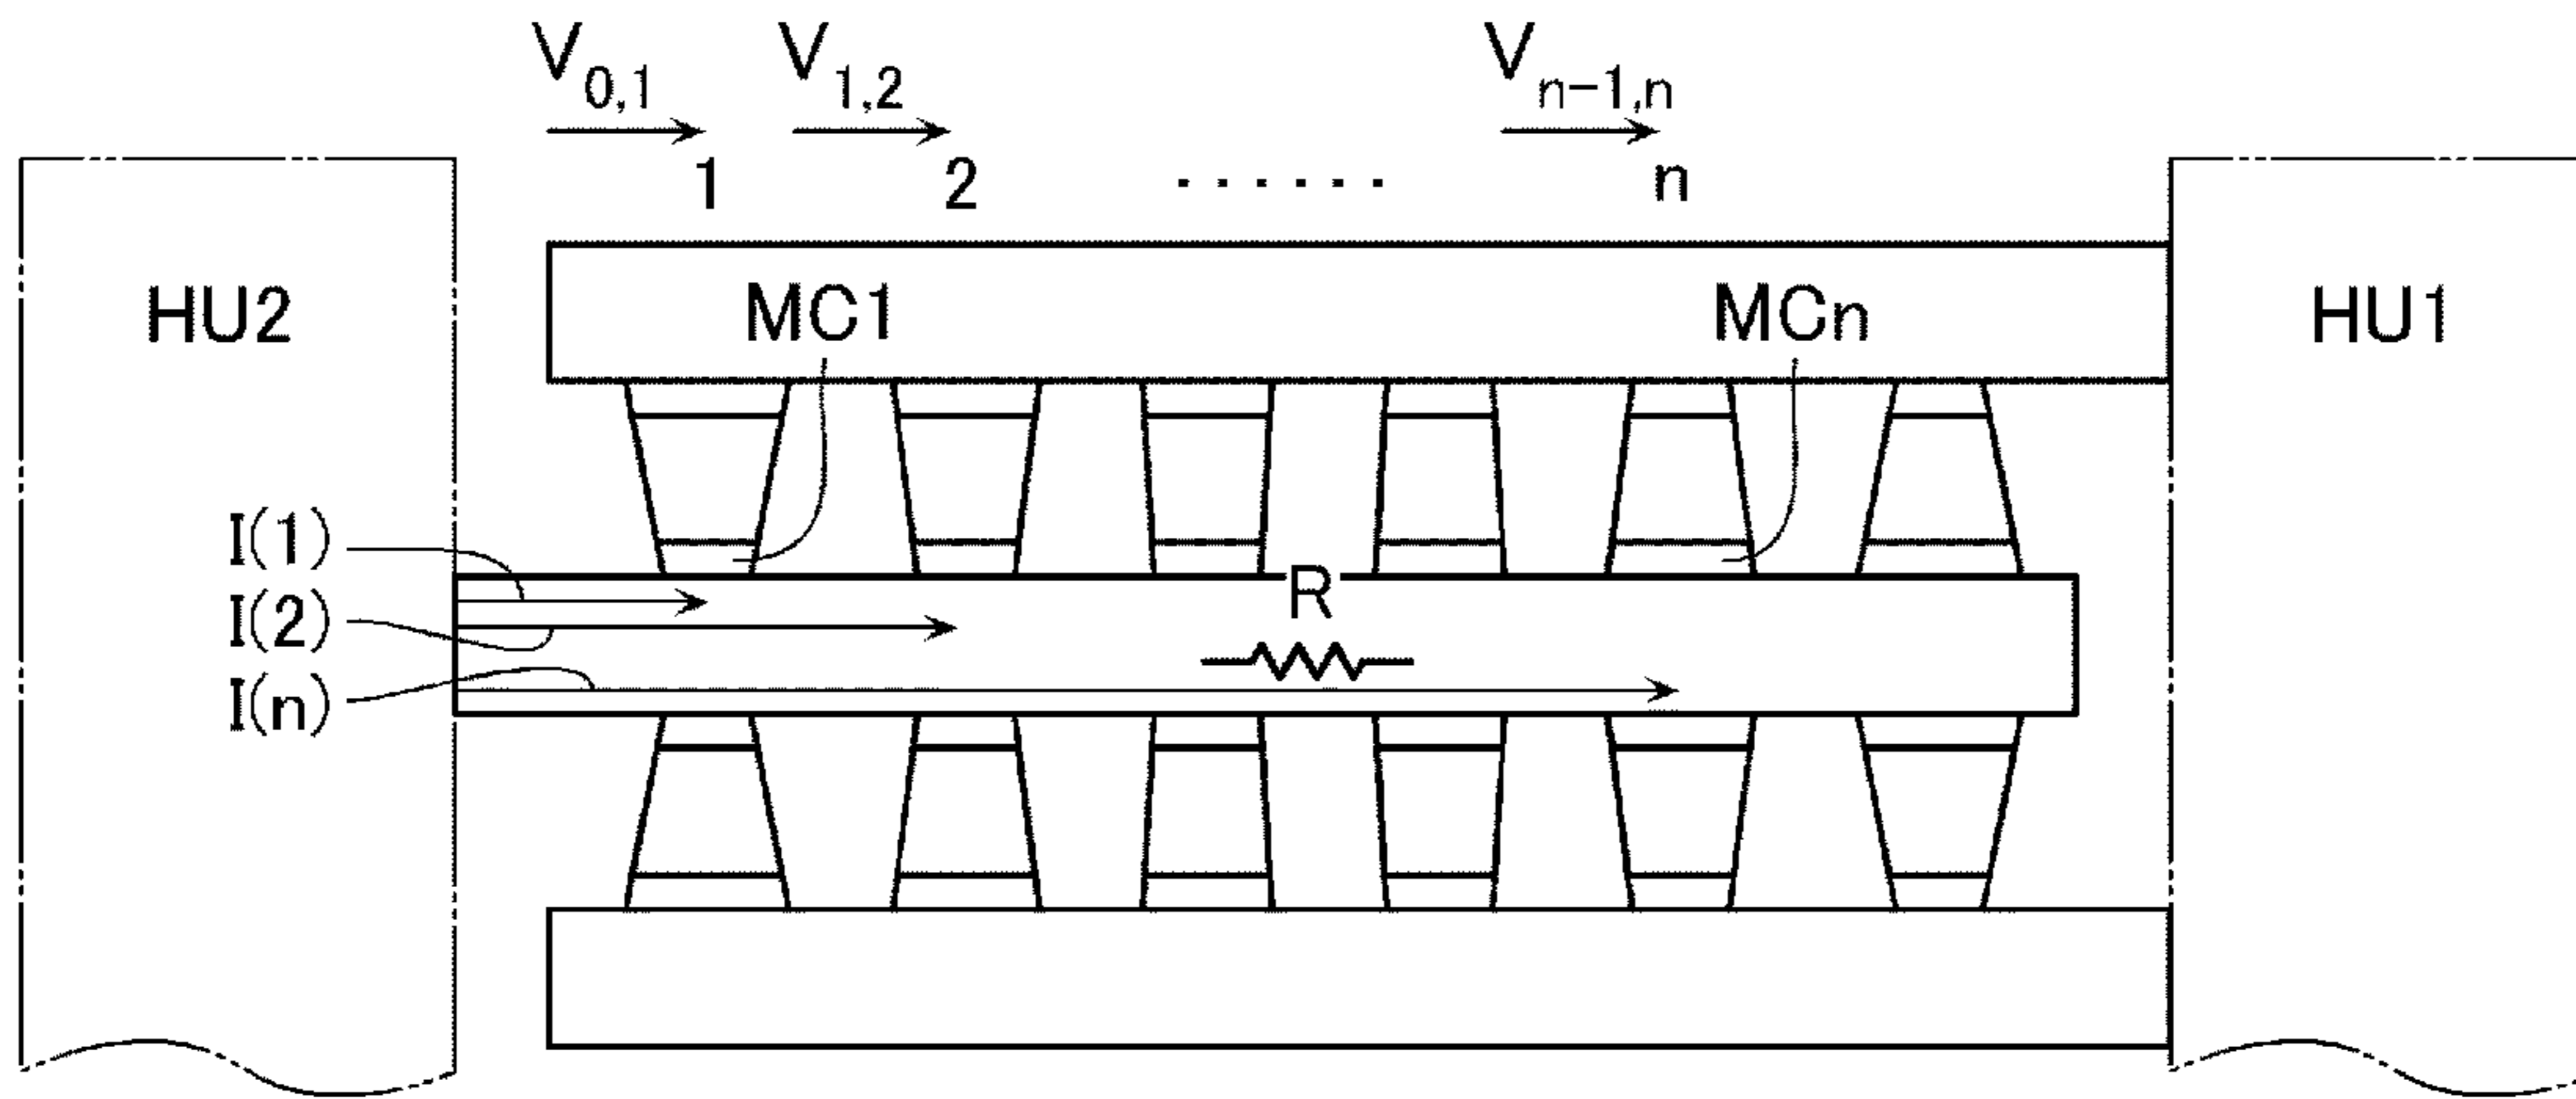 V0,1 V1,2 Vn-1,n
1 2 ...... n
HU2 MC1 MCn HU1
I(1)
R
I(2)
I(n)